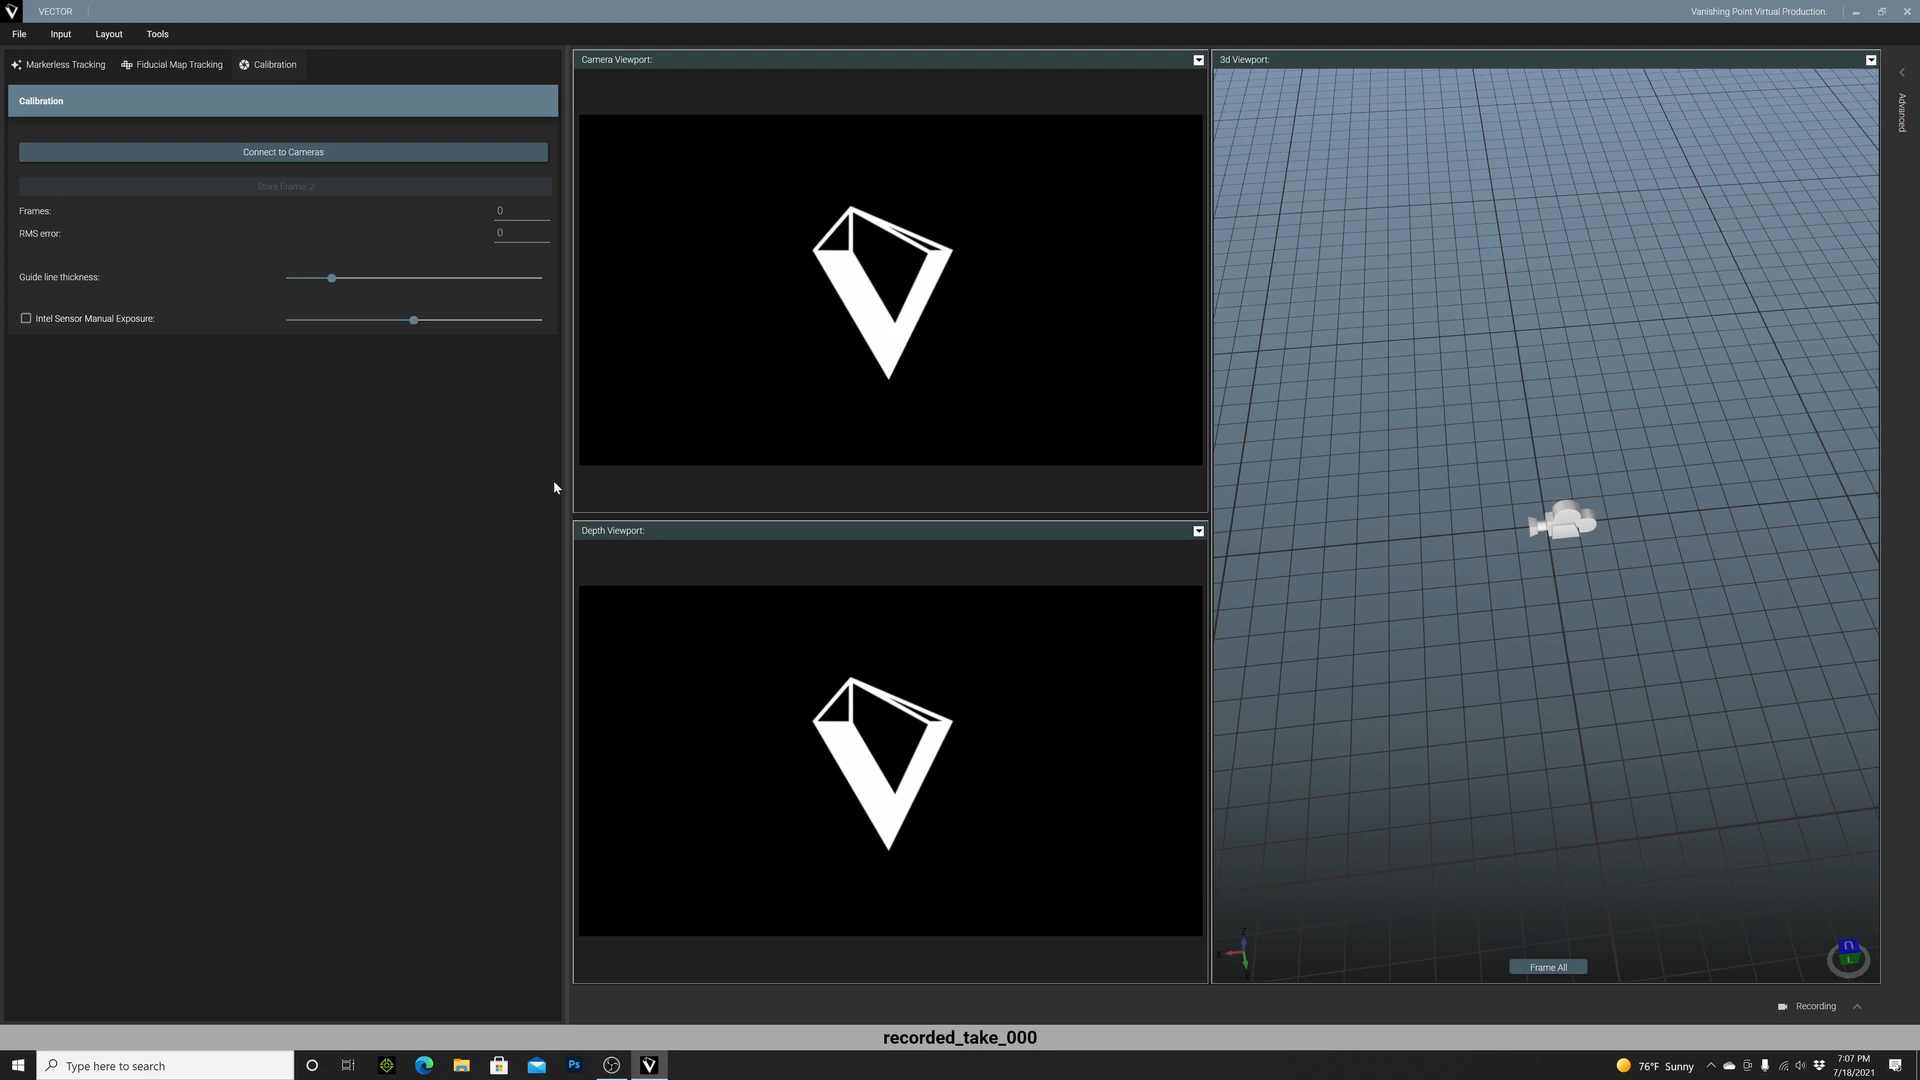 VECTOR
Vanishing Point Virtual Production.
File Input Layout Tools
Markerless Tracking Fiducial Map Tracking Calibration
Calibration
Connect to Cameras
Store Frame: 2
Frames: 0
RMS error: 0
Guide line thickness:
Intel Sensor Manual Exposure:
Camera Viewport:
Depth Viewport:
3d Viewport:
Advanced
Z
Frame All
Recording
recorded_take_000
Type here to search
Ps
76°F Sunny
7:07 PM
7/18/2021